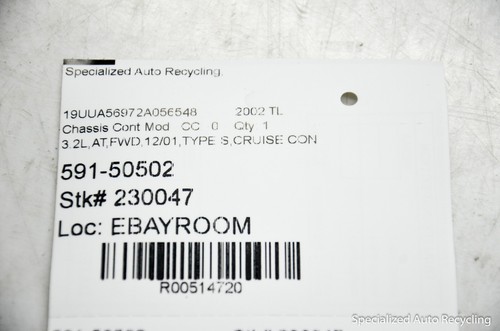 Specialized Auto Recycling
19UUA56972A056548 2002 TL
Chassis Cont Mod CC 0 Qty 1
3.2L,AT,FWD,12/01,TYPE S,CRUISE CON
591-50502
Stk# 230047
Loc: EBAYROOM
R00514720
Specialized Auto Recycling